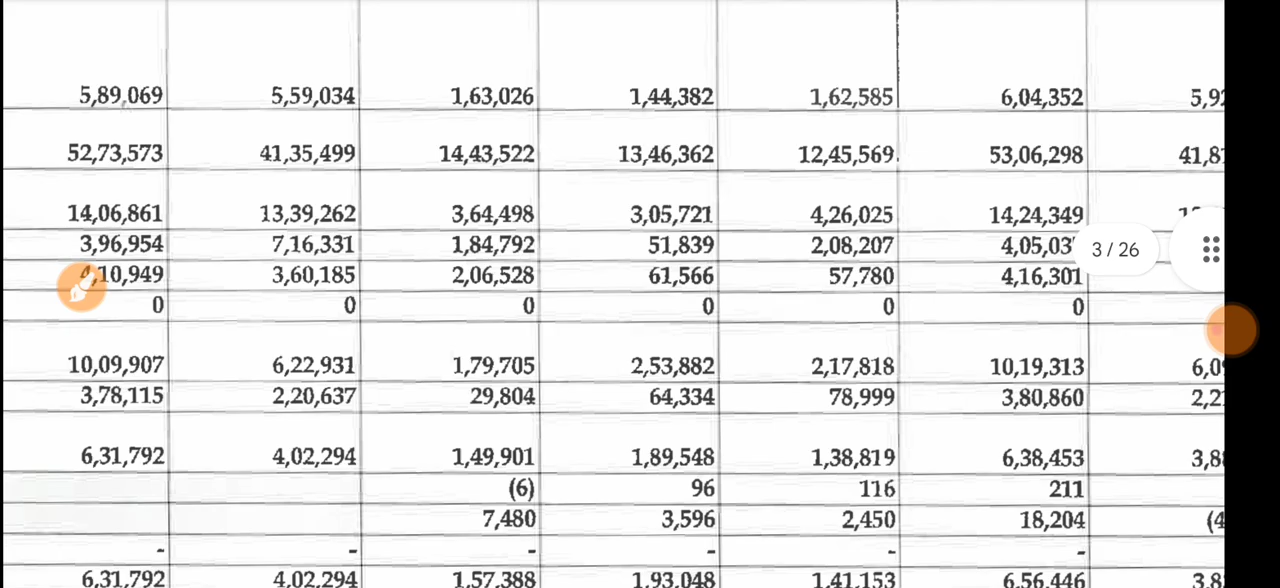 5,89,069 5,59,034 1,63,026 1,44,382 1,62,585 6,04,352
52,73,573 41,35,499 14,43,522 13,46,362 12,45,569 53,06,298
14,06,861 13,39,262 3,64,498 3,05,721 4,26,025 14,24,349
3,96,954 7,16,331 1,84,792 51,839 2,08,207 3 / 26
3,60,185 2,06,528 61,566 57,780 4,16,301
0 0 0 0 0 0
10,09,907 6,22,931 1,79,705 2,53,882 2,17,818 10,19,313
3,78,115 2,20,637 29,804 64,334 78,999 3,80,860
6,31,792 4,02,294 1,49,901 1,89,548 1,38,819 6,38,453
(6) 96 116 211
7,480 3,596 2,450 18,204
- - - - - -
6,31,792 4,02,294 1,57,388 1,93,048 1,41,153 6,56,446